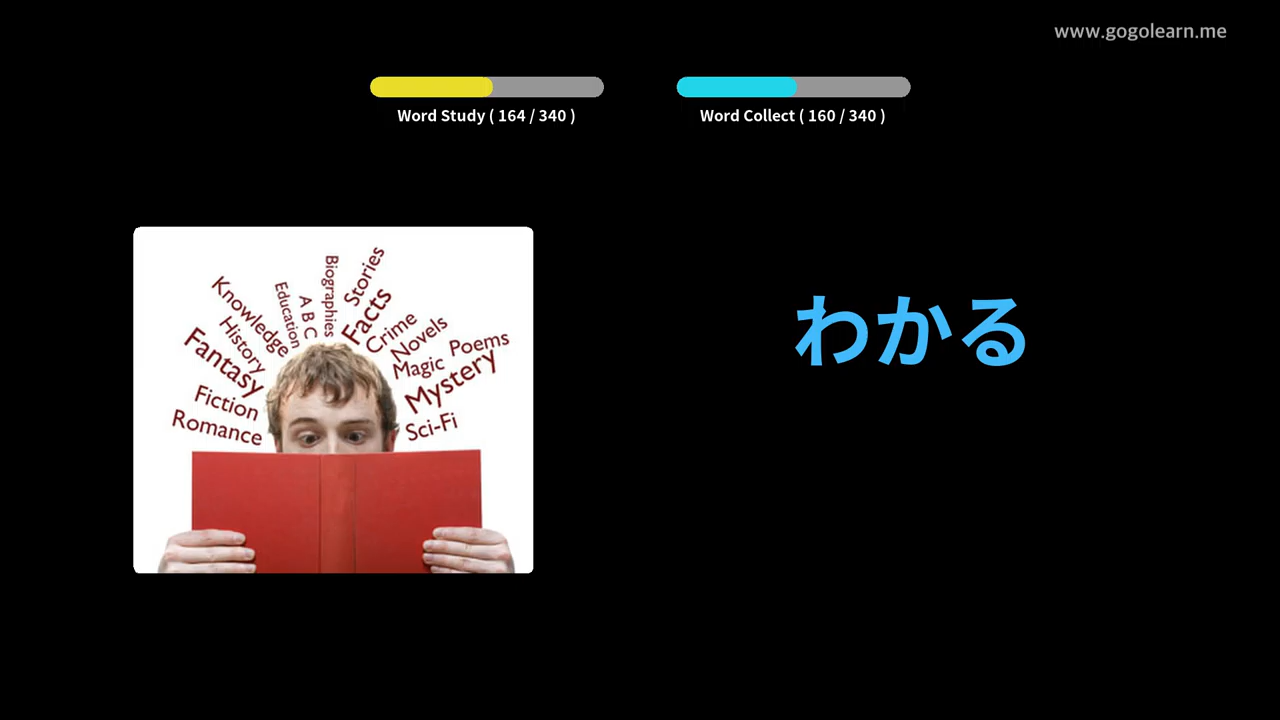 www.gogolearn.me
Word Study ( 164 / 340 )
Word Collect ( 160 / 340 )
Stories
Biographies
Facts
A B C
Education
Knowledge
Crime
Novels
History
Poems
Magic
Fantasy
Mystery
Fiction
Sci-Fi
Romance
わかる